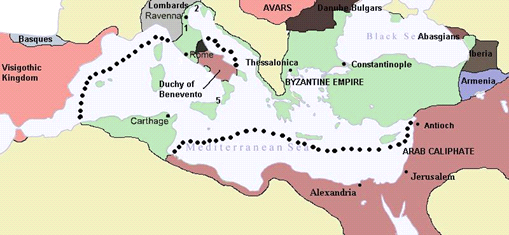 Lombards
2
AVARS
Danube Bulgars
Ravenna
1
Basques
Black Sea
Abasgians
Visigothic
Kingdom
Rome
Thessalonica
Constantinople
Iberia
Duchy of
Benevento
BYZANTINE EMPIRE
Armenia
5
Carthage
Antioch
Mediterranean Sea
ARAB CALIPHATE
Jerusalem
Alexandria